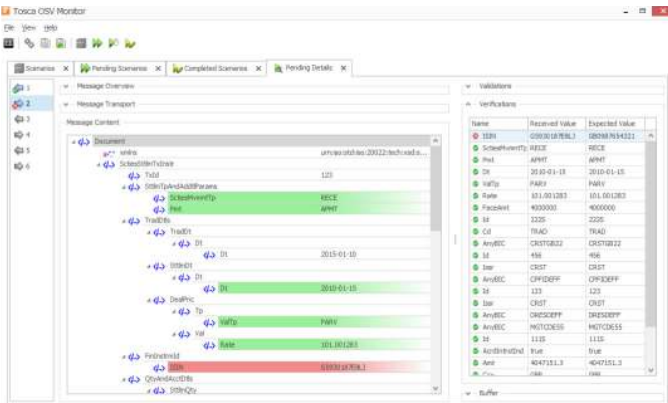 Tosca OSV Monitor
File View Help
Scenarios Pending Scenarios Completed Scenarios Pending Details
1
2
3
4
5
6
Message Overview
Message Transport
Message Content
Document
xmlns
SctiesSttlmTxInstr
TxId 123
SttlmTpAndAddtlParams
SctiesMvmntTp RECE
Pmt APMT
TradDtls
TradDt
Dt
Dt 2015-01-10
SttlmDt
Dt
Dt 2010-01-15
DealPric
Tp
ValTp PARV
Val
Rate 101.001283
FinInstrmId
ISIN
QtyAndAcctDtls
SttlmQty
Validations
Verifications
Name Received Value Expected Value
ISIN GB0987654321
SctiesMvmntTp RECE RECE
Pmt APMT APMT
Dt 2010-01-15 2010-01-15
ValTp PARV PARV
Rate 101.001283 101.001283
FaceAmt 4000000 4000000
Id 2225 2225
Cd TRAD TRAD
AnyBIC CRSTGB22 CRSTGB22
Id 456 456
Issr CRST CRST
AnyBIC CPFIDEFF CPFIDEFF
Id 123 123
Issr CRST CRST
AnyBIC DRESDEFF DRESDEFF
AnyBIC MGTCDE55 MGTCDE55
Id 1115 1115
AcrdIntrstInd true true
Amt 4047151.3 4047151.3
Buffer